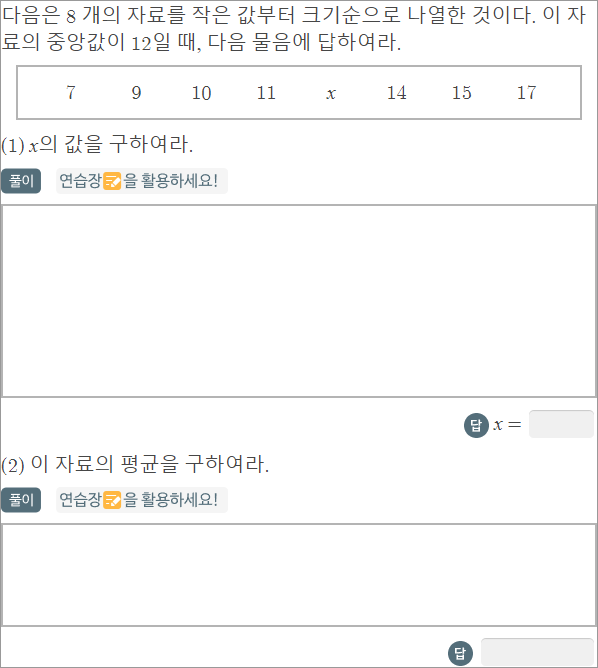 다음은 8 개의 자료를 작은 값부터 크기순으로 나열한 것이다. 이 자
료의 중앙값이 12일 때, 다음 물음에 답하여라.
7 9 10 11 x 14 15 17
(1) x의 값을 구하여라.
풀이 연습장을 활용하세요!
답 x =
(2) 이 자료의 평균을 구하여라.
풀이 연습장을 활용하세요!
답